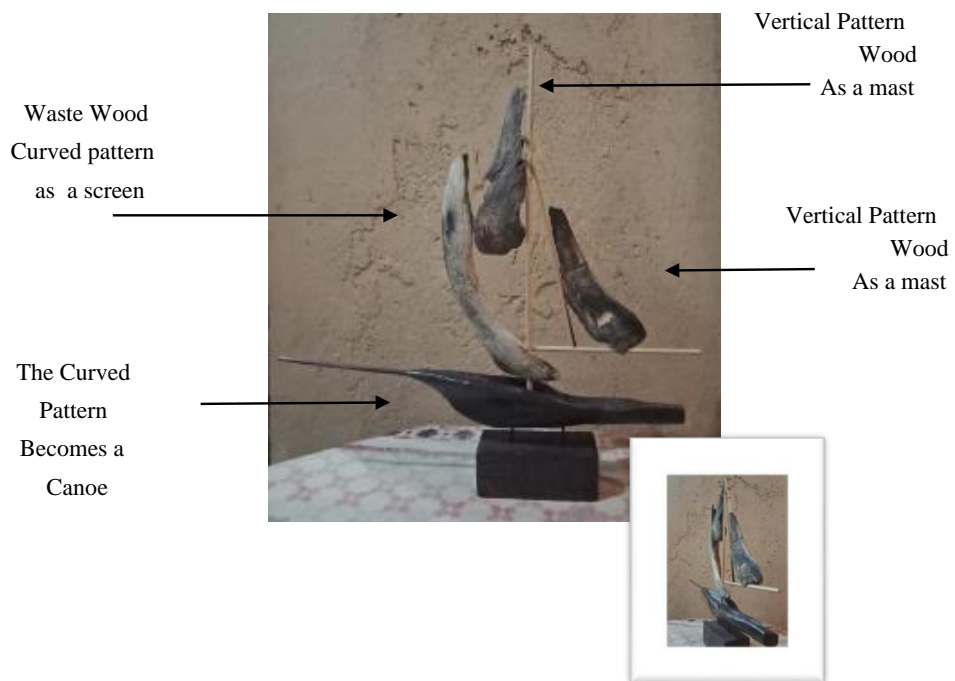 Vertical Pattern
Wood
As a mast
Waste Wood
Curved pattern
as a screen
Vertical Pattern
Wood
As a mast
The Curved
Pattern
Becomes a
Canoe